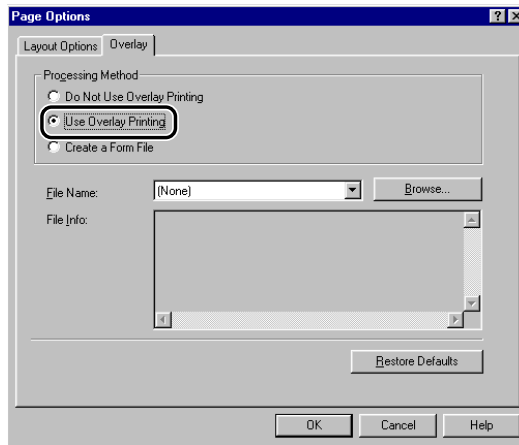 Page Options
Layout Options Overlay
Processing Method
Do Not Use Overlay Printing
Use Overlay Printing
Create a Form File
File Name: (None) Browse...
File Info:
Restore Defaults
OK Cancel Help